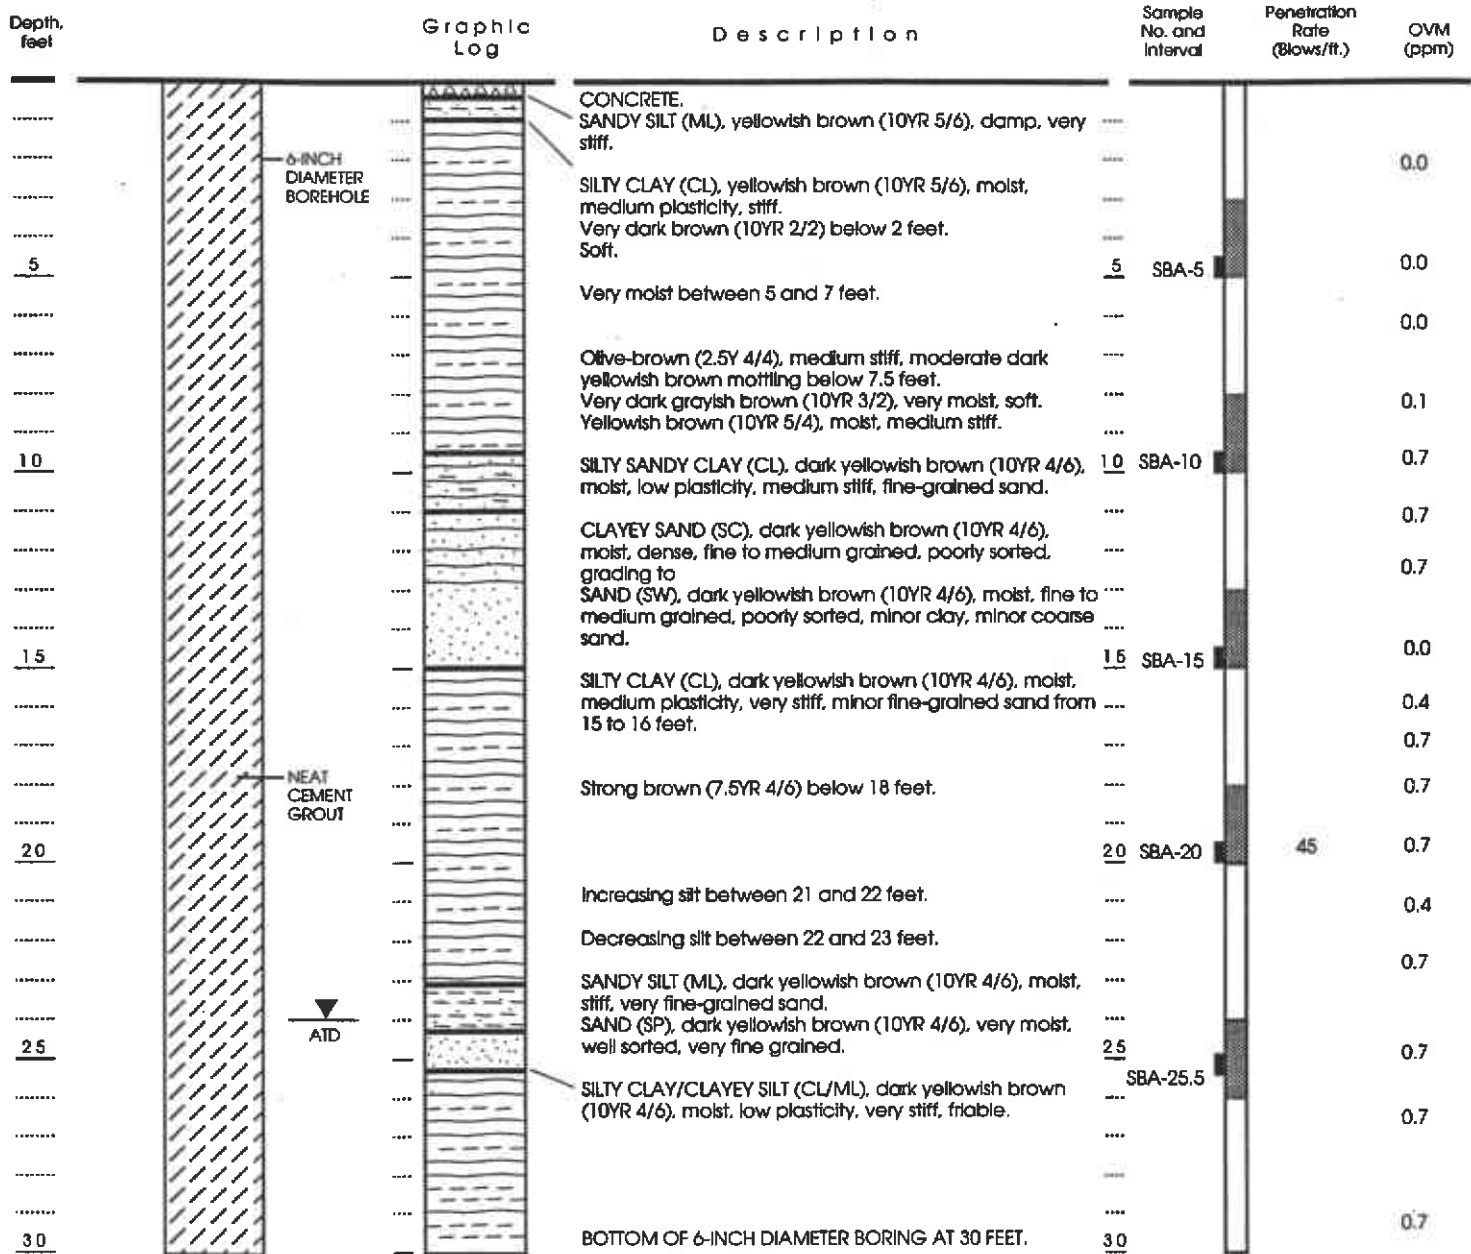 Depth,
feet
Graphic
Log
Description
Sample
No. and
Interval
Penetration
Rate
(Blows/ft.)
OVM
(ppm)
CONCRETE.
SANDY SILT (ML), yellowish brown (10YR 5/6), damp, very
stiff.
6-INCH
DIAMETER
BOREHOLE
0.0
SILTY CLAY (CL), yellowish brown (10YR 5/6), moist,
medium plasticity, stiff.
Very dark brown (10YR 2/2) below 2 feet.
Soft.
5
5
SBA-5
0.0
Very moist between 5 and 7 feet.
0.0
Olive-brown (2.5Y 4/4), medium stiff, moderate dark
yellowish brown mottling below 7.5 feet.
Very dark grayish brown (10YR 3/2), very moist, soft.
0.1
Yellowish brown (10YR 5/4), moist, medium stiff.
10
SILTY SANDY CLAY (CL), dark yellowish brown (10YR 4/6),
moist, low plasticity, medium stiff, fine-grained sand.
10
SBA-10
0.7
0.7
CLAYEY SAND (SC), dark yellowish brown (10YR 4/6),
moist, dense, fine to medium grained, poorly sorted,
grading to
0.7
SAND (SW), dark yellowish brown (10YR 4/6), moist, fine to
medium grained, poorly sorted, minor clay, minor coarse
sand.
15
15
SBA-15
0.0
SILTY CLAY (CL), dark yellowish brown (10YR 4/6), moist,
medium plasticity, very stiff, minor fine-grained sand from
15 to 16 feet.
0.4
0.7
NEAT
CEMENT
GROUT
Strong brown (7.5YR 4/6) below 18 feet.
0.7
20
20
SBA-20
45
0.7
Increasing silt between 21 and 22 feet.
0.4
Decreasing silt between 22 and 23 feet.
0.7
SANDY SILT (ML), dark yellowish brown (10YR 4/6), moist,
stiff, very fine-grained sand.
ATD
SAND (SP), dark yellowish brown (10YR 4/6), very moist,
well sorted, very fine grained.
25
25
0.7
SBA-25.5
SILTY CLAY/CLAYEY SILT (CL/ML), dark yellowish brown
(10YR 4/6), moist, low plasticity, very stiff, friable.
0.7
0.7
30
BOTTOM OF 6-INCH DIAMETER BORING AT 30 FEET.
30